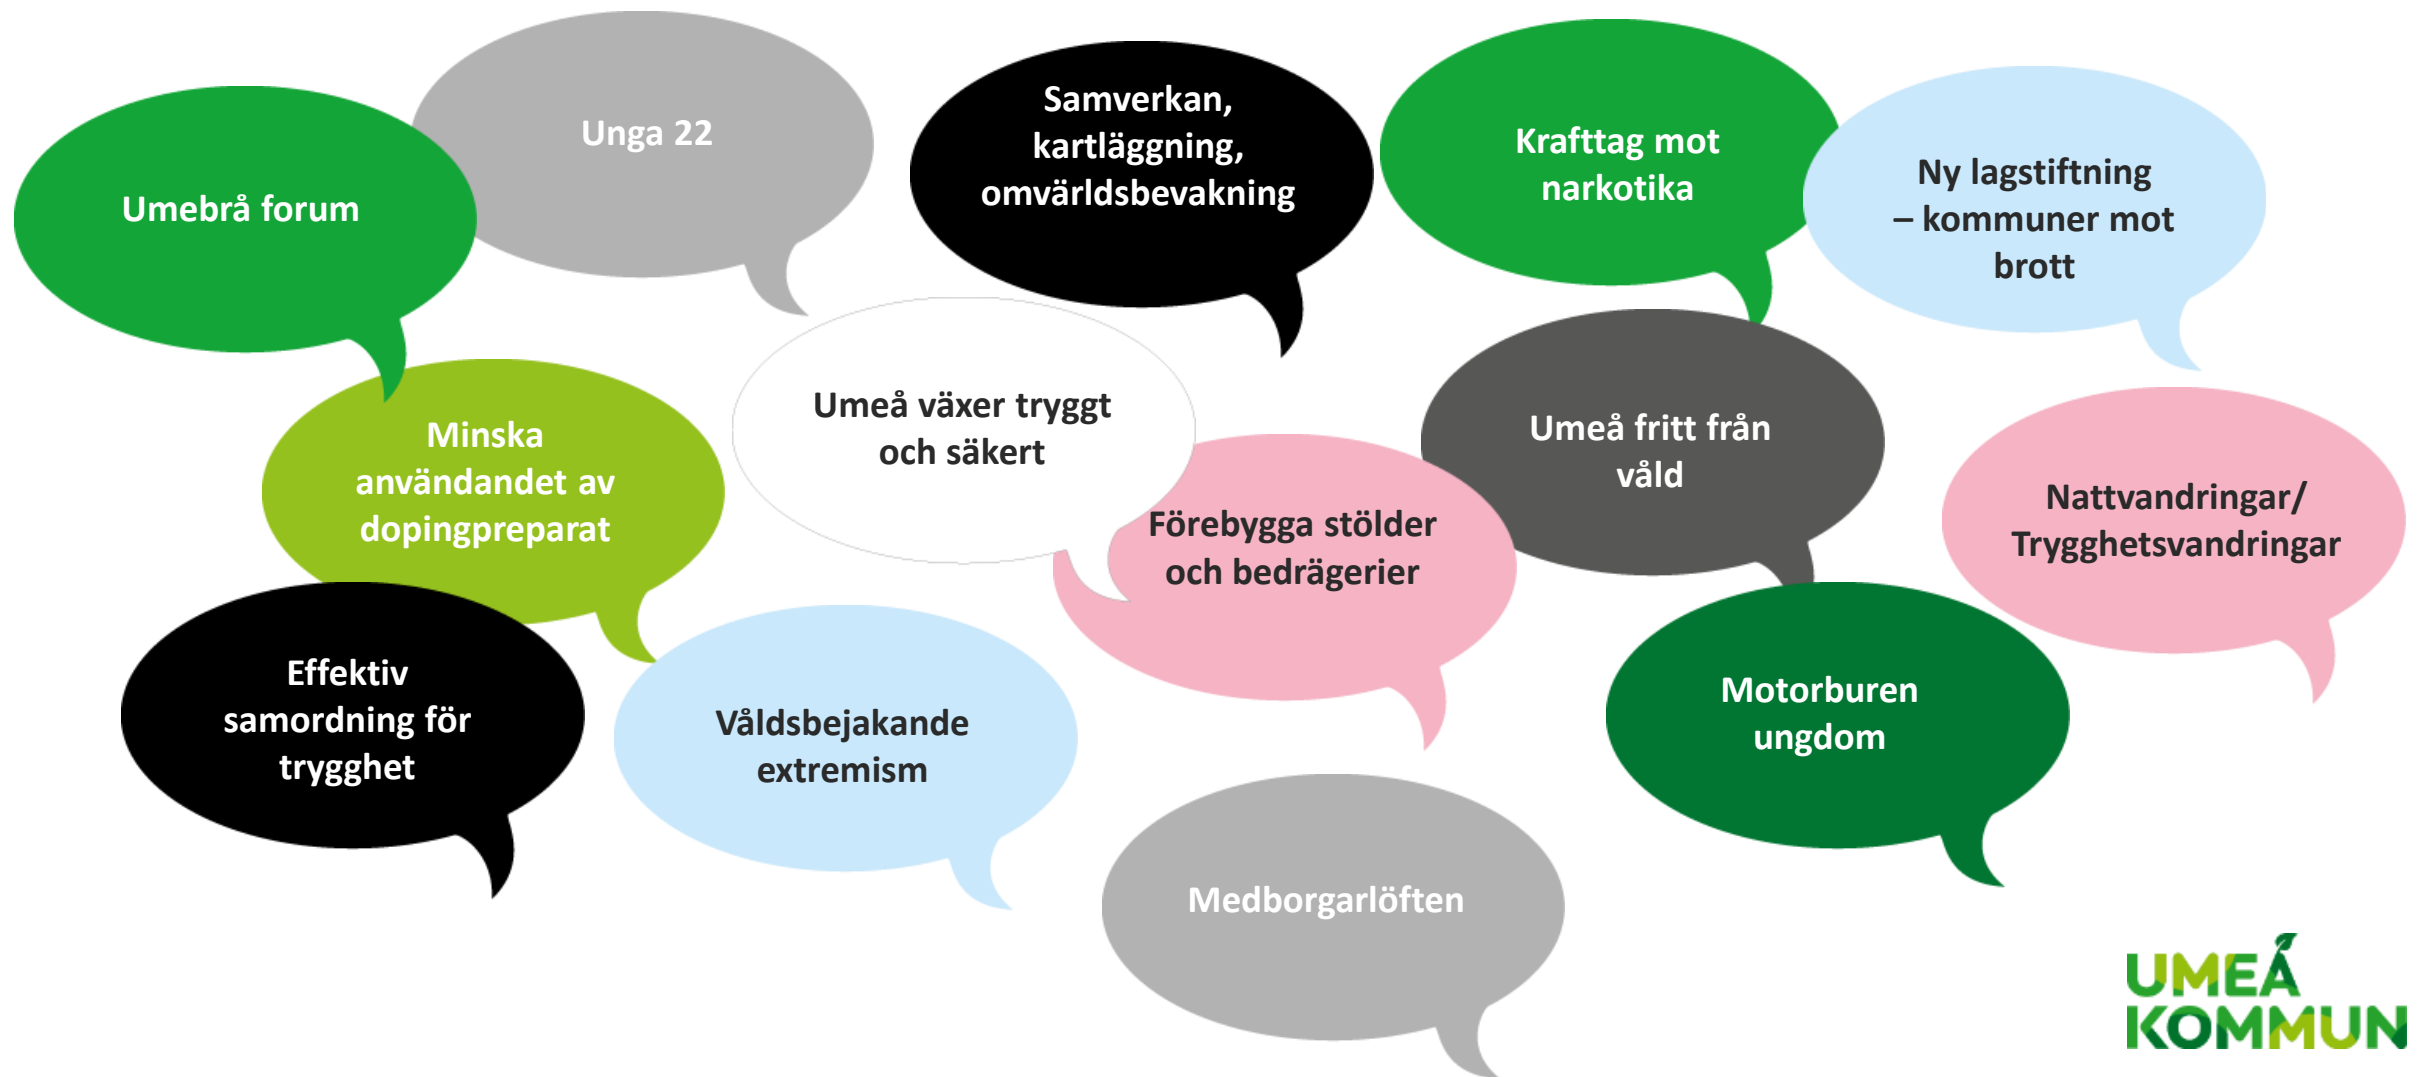 Umebrå forum
Unga 22
Samverkan,
kartläggning,
omvärldsbevakning
Krafttag mot
narkotika
Ny lagstiftning
– kommuner mot
brott
Minska
användandet av
dopingpreparat
Umeå växer tryggt
och säkert
Förebygga stölder
och bedrägerier
Umeå fritt från
våld
Nattvandringar/
Trygghetsvandringar
Effektiv
samordning för
trygghet
Våldsbejakande
extremism
Medborgarlöften
Motorburen
ungdom
UMEÅ
KOMMUN